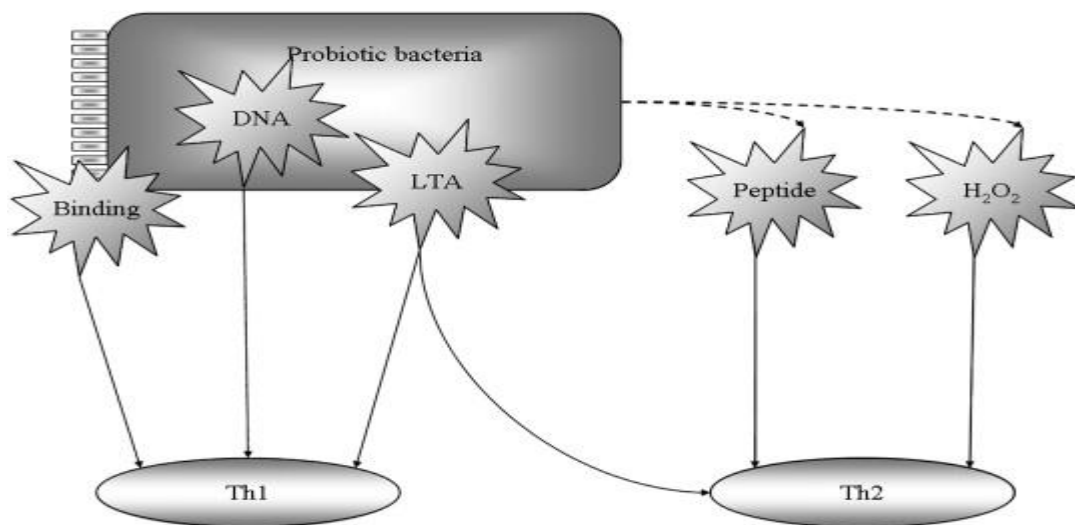 Probiotic bacteria
DNA
LTA
Binding
Peptide
H₂O₂
Th1
Th2